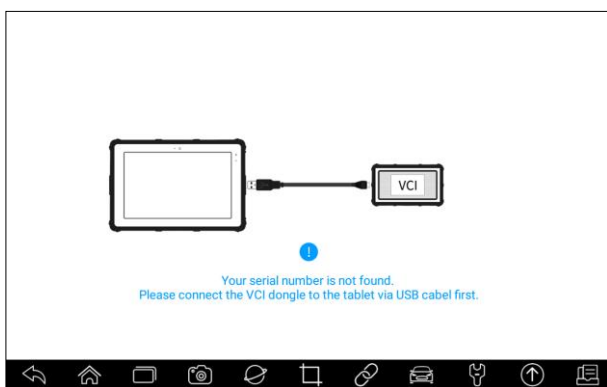 VCI
Your serial number is not found.
Please connect the VCI dongle to the tablet via USB cabel first.